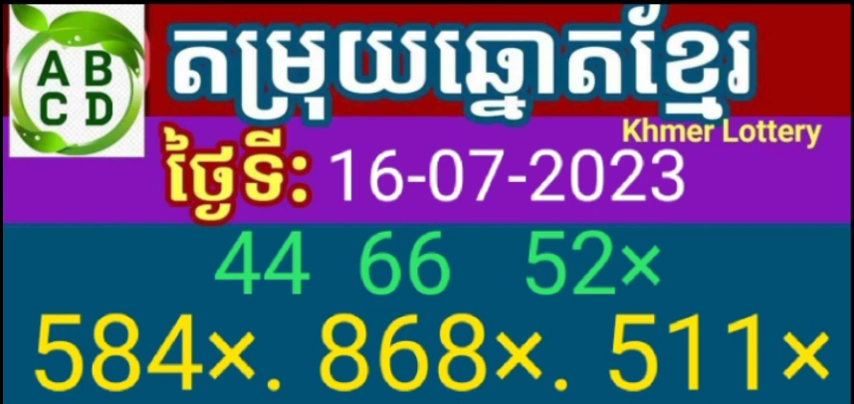 A B
C D
តម្រុយឆ្នោតខ្មែរ
Khmer Lottery
ថ្ងៃទី: 16-07-2023
44 66 52×
584×. 868×. 511×